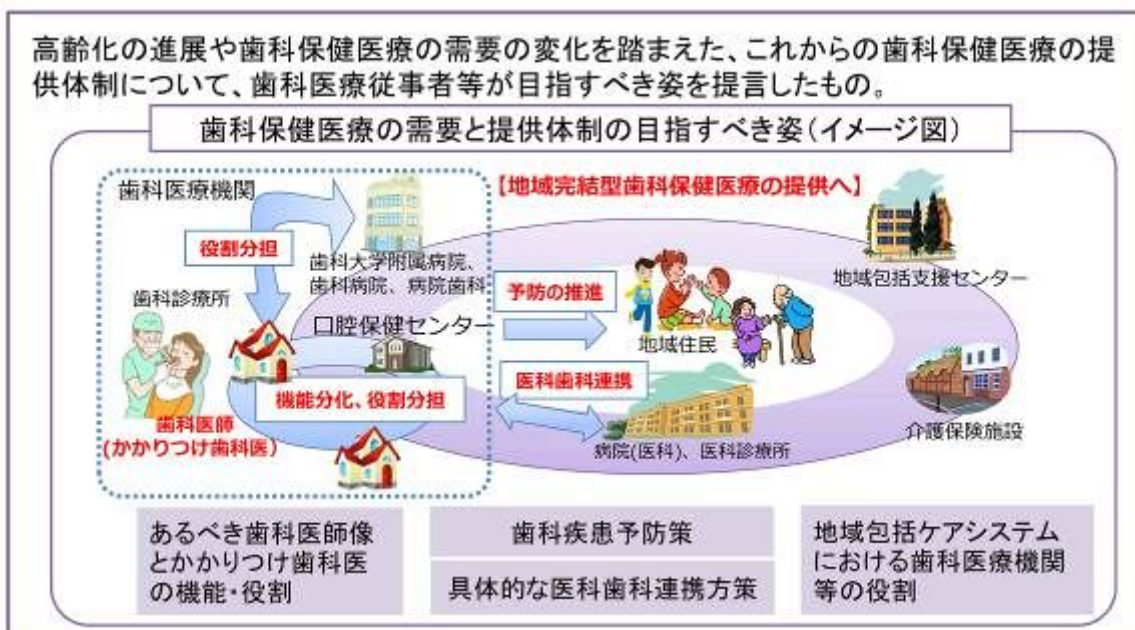 高齢化の進展や歯科保健医療の需要の変化を踏まえた、これからの歯科保健医療の提
供体制について、歯科医療従事者等が目指すべき姿を提言したもの。
歯科保健医療の需要と提供体制の目指すべき姿(イメージ図)
歯科医療機関
【地域完結型歯科保健医療の提供へ】
役割分担
歯科大学附属病院、
歯科病院、病院歯科
地域包括支援センター
歯科診療所
口腔保健センター
予防の推進
地域住民
医科歯科連携
機能分化、役割分担
歯科医師
(かかりつけ歯科医)
病院(医科)、医科診療所
介護保険施設
あるべき歯科医師像
とかかりつけ歯科医
の機能・役割
歯科疾患予防策
具体的な医科歯科連携方策
地域包括ケアシステム
における歯科医療機関
等の役割